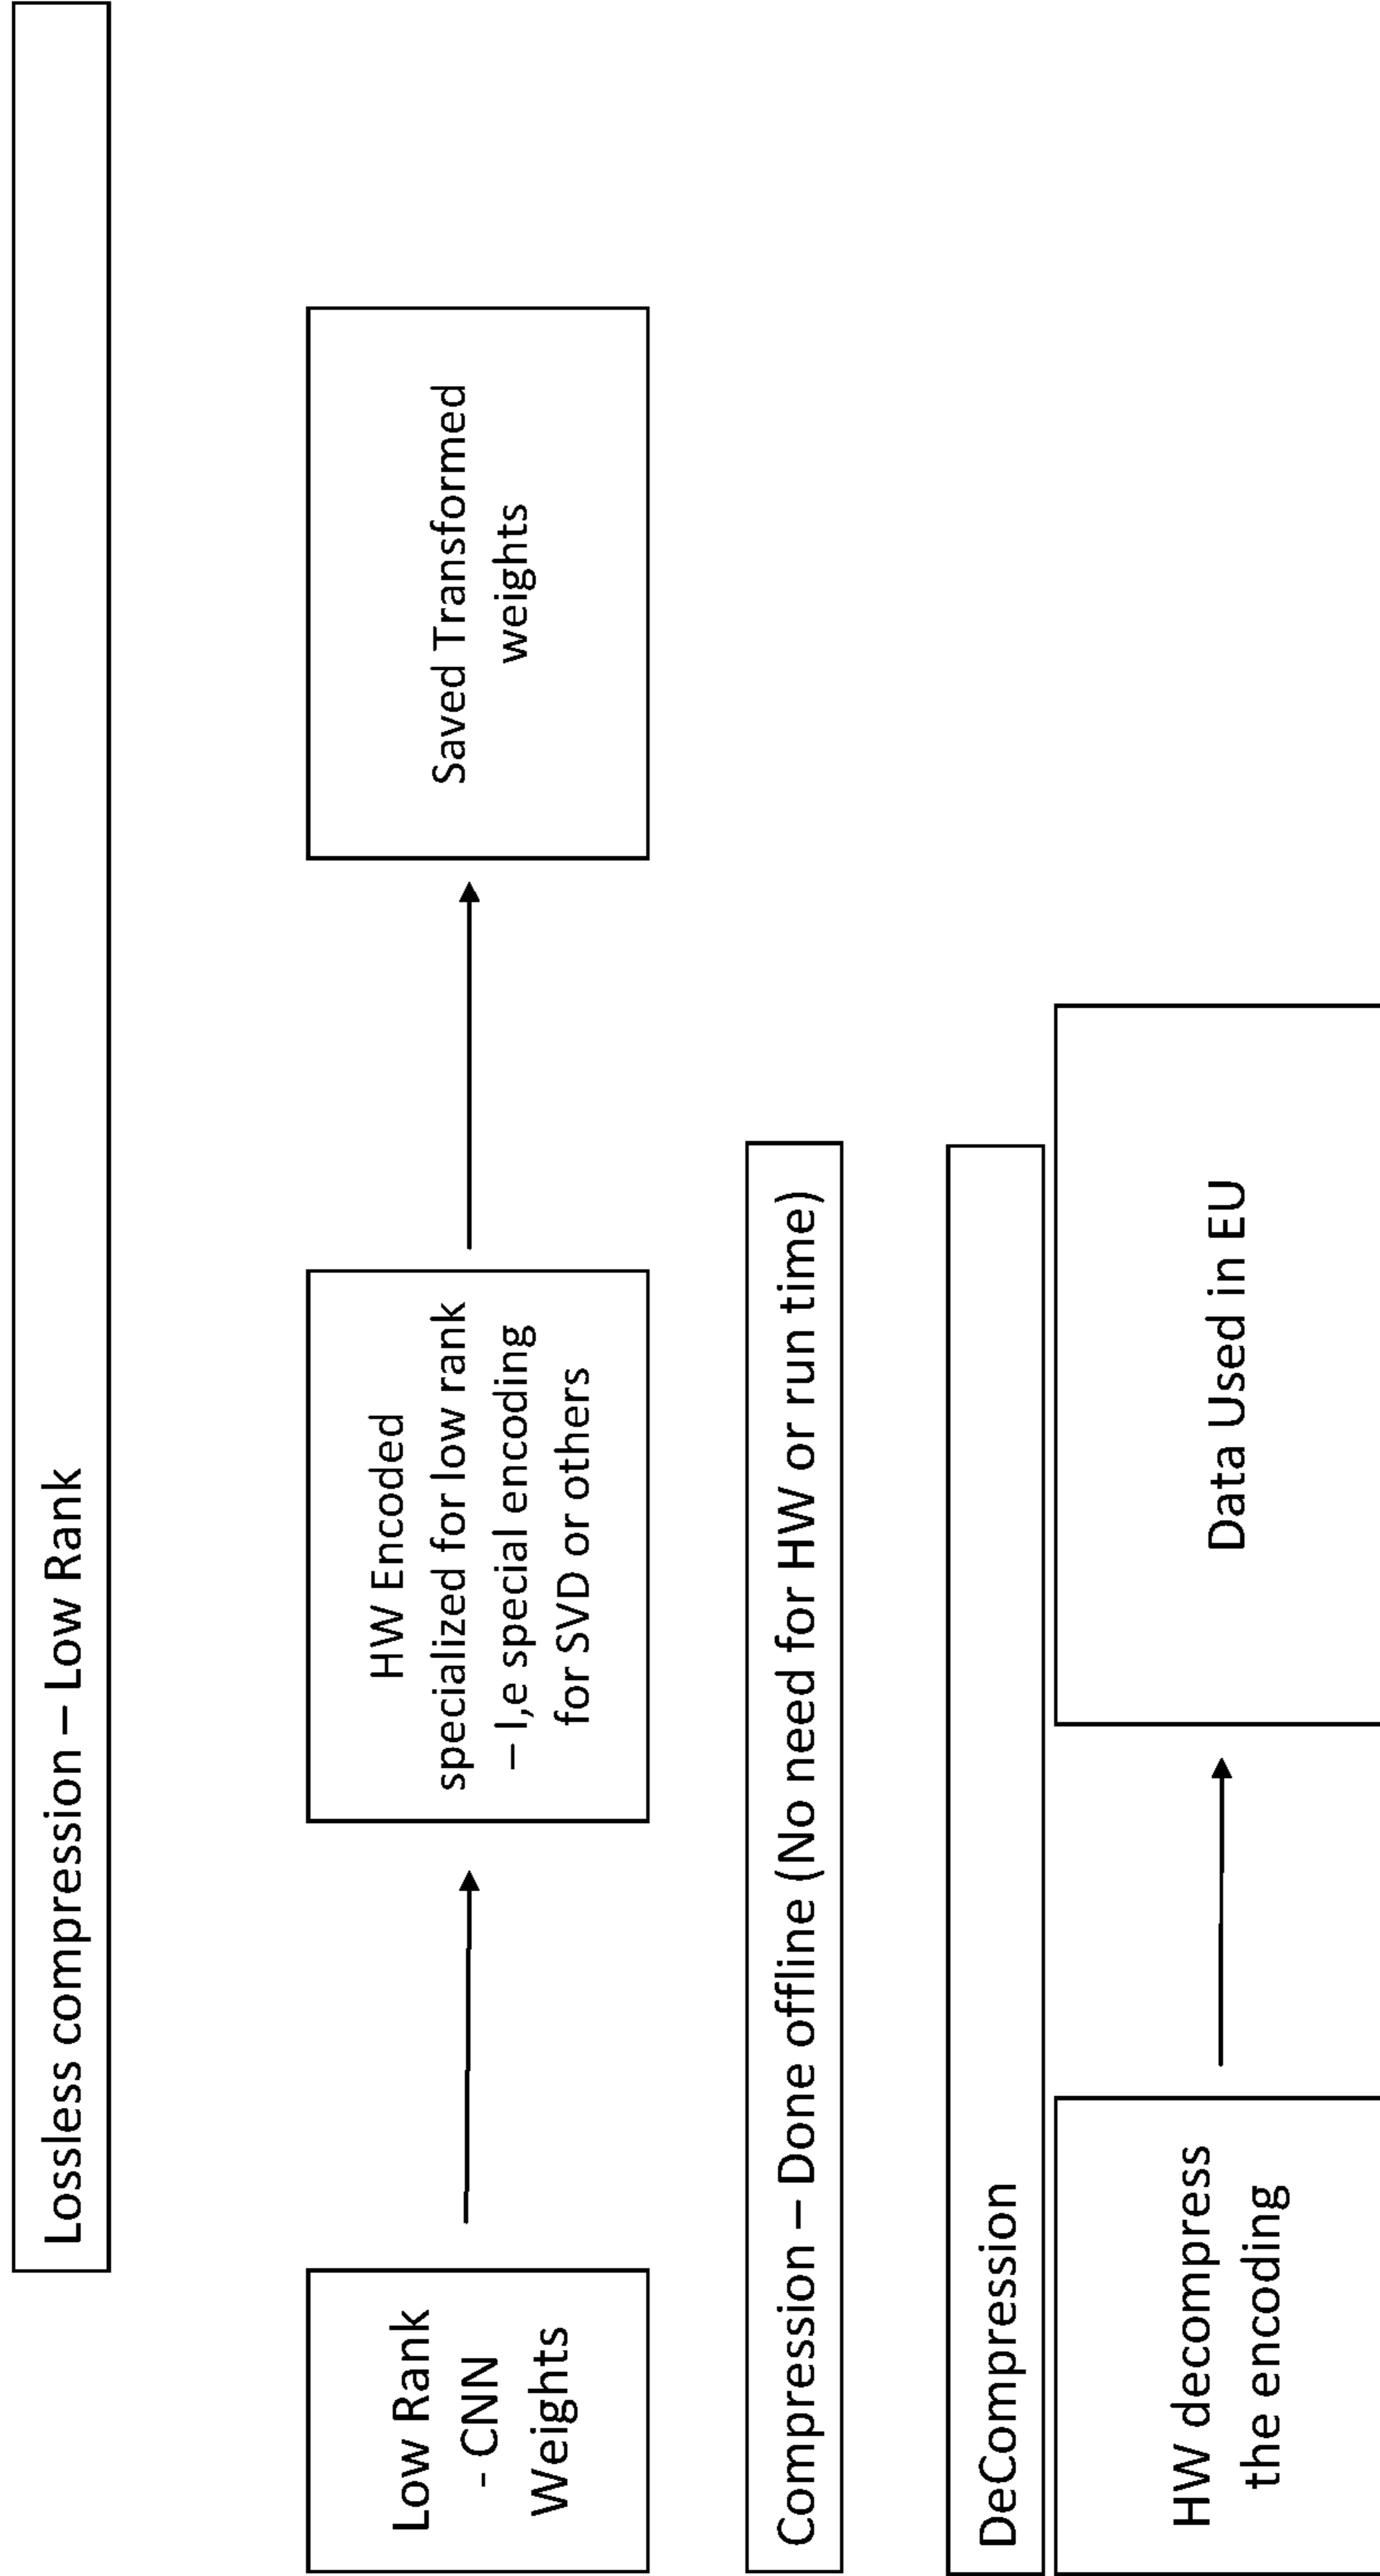 Lossless compression – Low Rank
Low Rank
- CNN
Weights
HW Encoded
specialized for low rank
– I,e special encoding
for SVD or others
Saved Transformed
weights
Compression – Done offline (No need for HW or run time)
DeCompression
HW decompress
the encoding
Data Used in EU